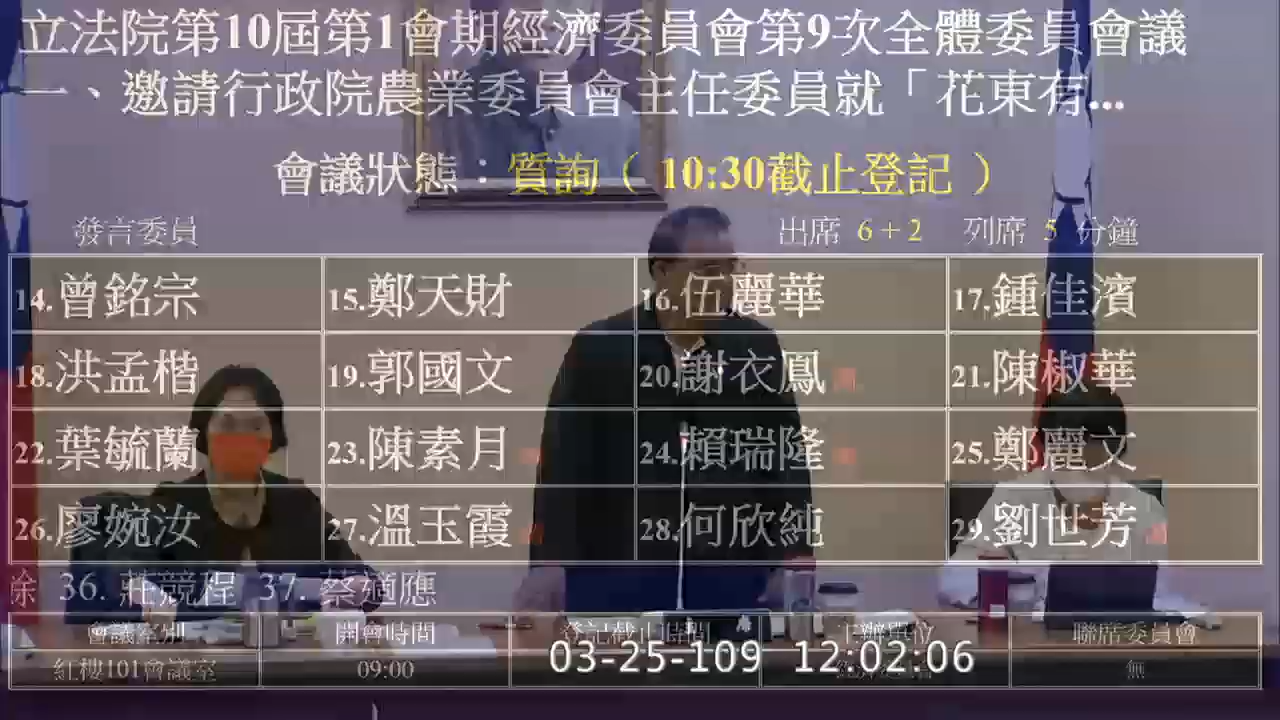 立法院第10屆第1會期經濟委員會第9次全體委員會議
一、邀請行政院農業委員會主任委員就「花東有...
會議狀態：質詢（ 10:30截止登記 ）
發言委員 出席 6+2 列席 5 分鐘
14.曾銘宗 15.鄭天財 16.伍麗華 17.鍾佳濱
18.洪孟楷 19.郭國文 20.謝衣鳳 21.陳椒華
22.葉毓蘭 23.陳素月 24.賴瑞隆 25.鄭麗文
26.廖婉汝 27.溫玉霞 28.何欣純 29.劉世芳
36. 莊競程 37. 蔡適應
會議室別 開會時間 登記截止時間 主辦單位 聯席委員會
紅樓101會議室 09:00 無
03-25-109 12:02:06